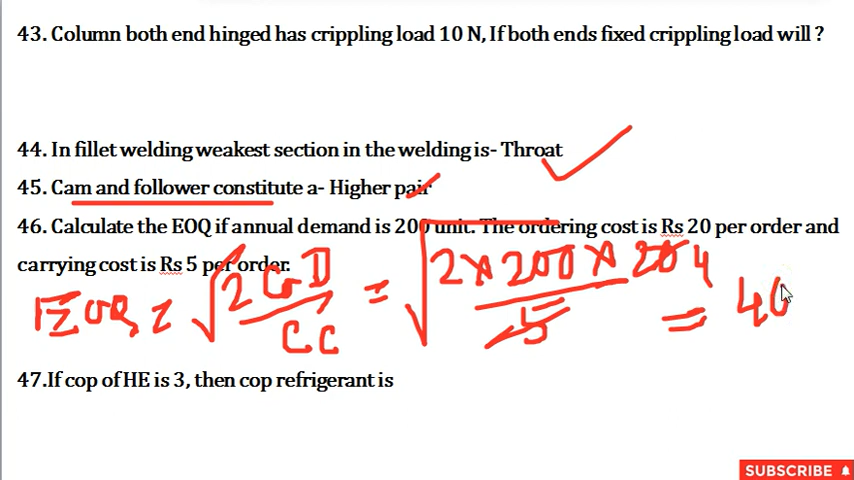 43. Column both end hinged has crippling load 10 N, If both ends fixed crippling load will ?
44. In fillet welding weakest section in the welding is- Throat
45. Cam and follower constitute a- Higher pair
46. Calculate the EOQ if annual demand is 200 unit. The ordering cost is Rs 20 per order and
carrying cost is Rs 5 per order.
EOQ = √2 Co D / CC = √2 × 200 × 20 4 / 5 = 40
47.If cop of HE is 3, then cop refrigerant is
SUBSCRIBE